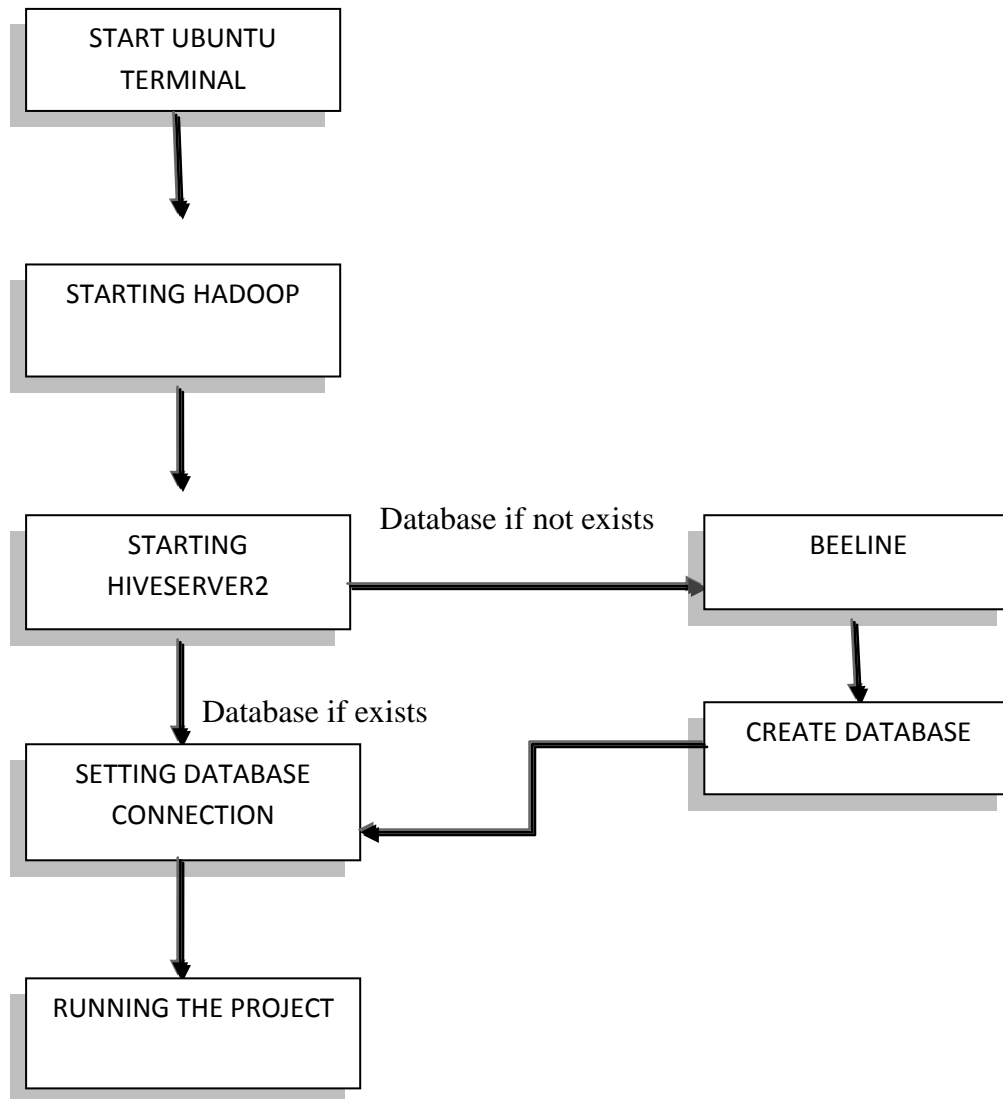 START UBUNTU
TERMINAL
STARTING HADOOP
STARTING
HIVESERVER2
Database if not exists
BEELINE
Database if exists
CREATE DATABASE
SETTING DATABASE
CONNECTION
RUNNING THE PROJECT